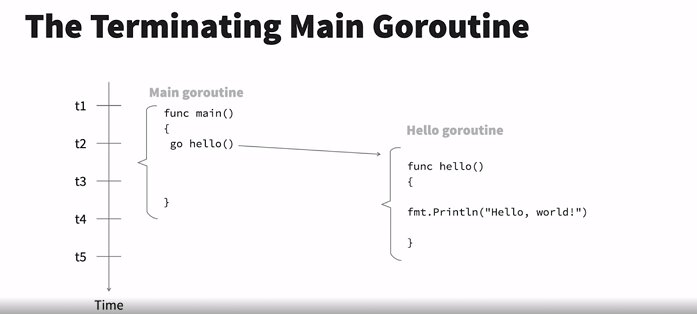 The Terminating Main Goroutine
Main goroutine
t1
func main()
{
t2
go hello()
t3
}
t4
t5
Time
Hello goroutine
func hello()
{
fmt.Println("Hello, world!")
}